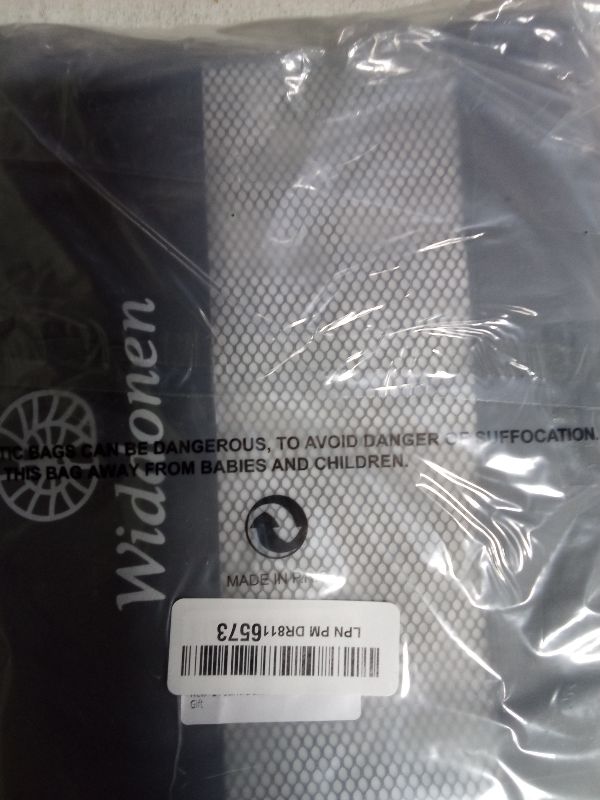 TIC BAGS CAN BE DANGEROUS, TO AVOID DANGER OF SUFFOCATION.
THIS BAG AWAY FROM BABIES AND CHILDREN.
MADE IN
LPN PM DR8116573
Gift